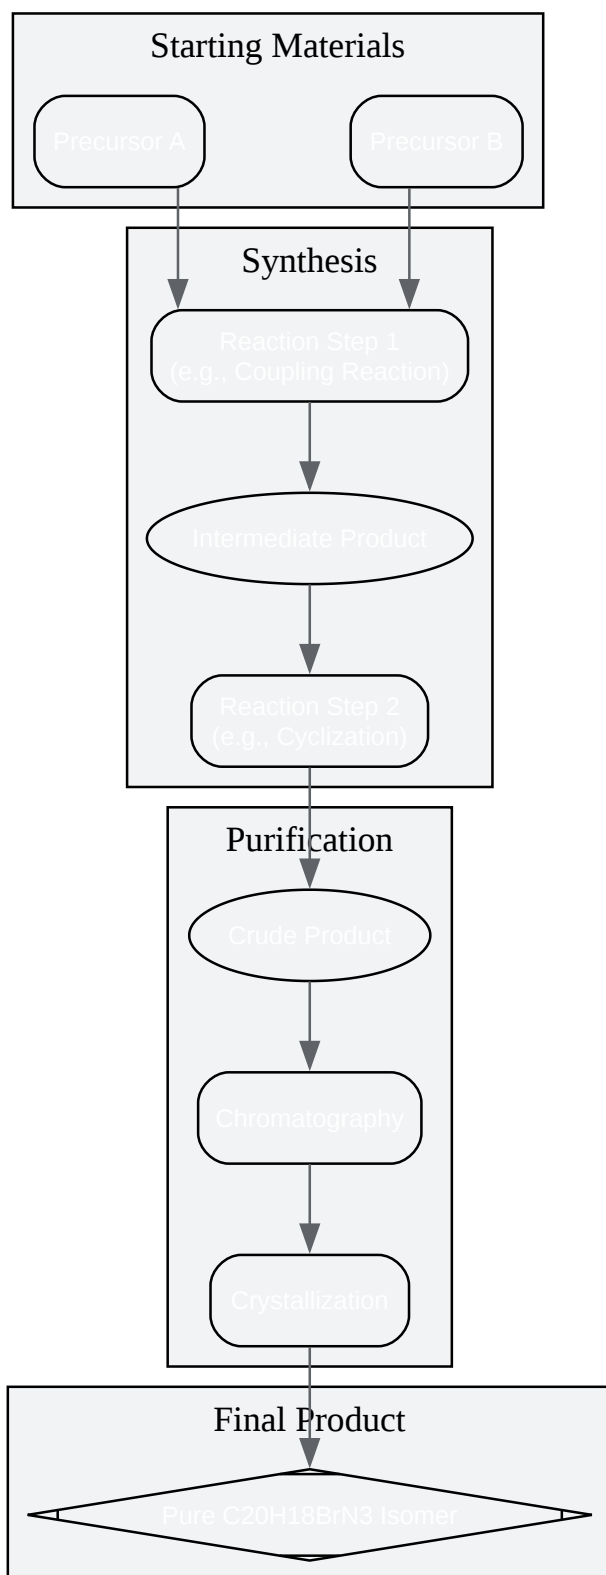 Starting Materials
Precursor A
Precursor B
Synthesis
Reaction Step 1
(e.g., Coupling Reaction)
Intermediate Product
Reaction Step 2
(e.g., Cyclization)
Purification
Crude Product
Chromatography
Crystallization
Final Product
Pure C20H18BrN3 Isomer